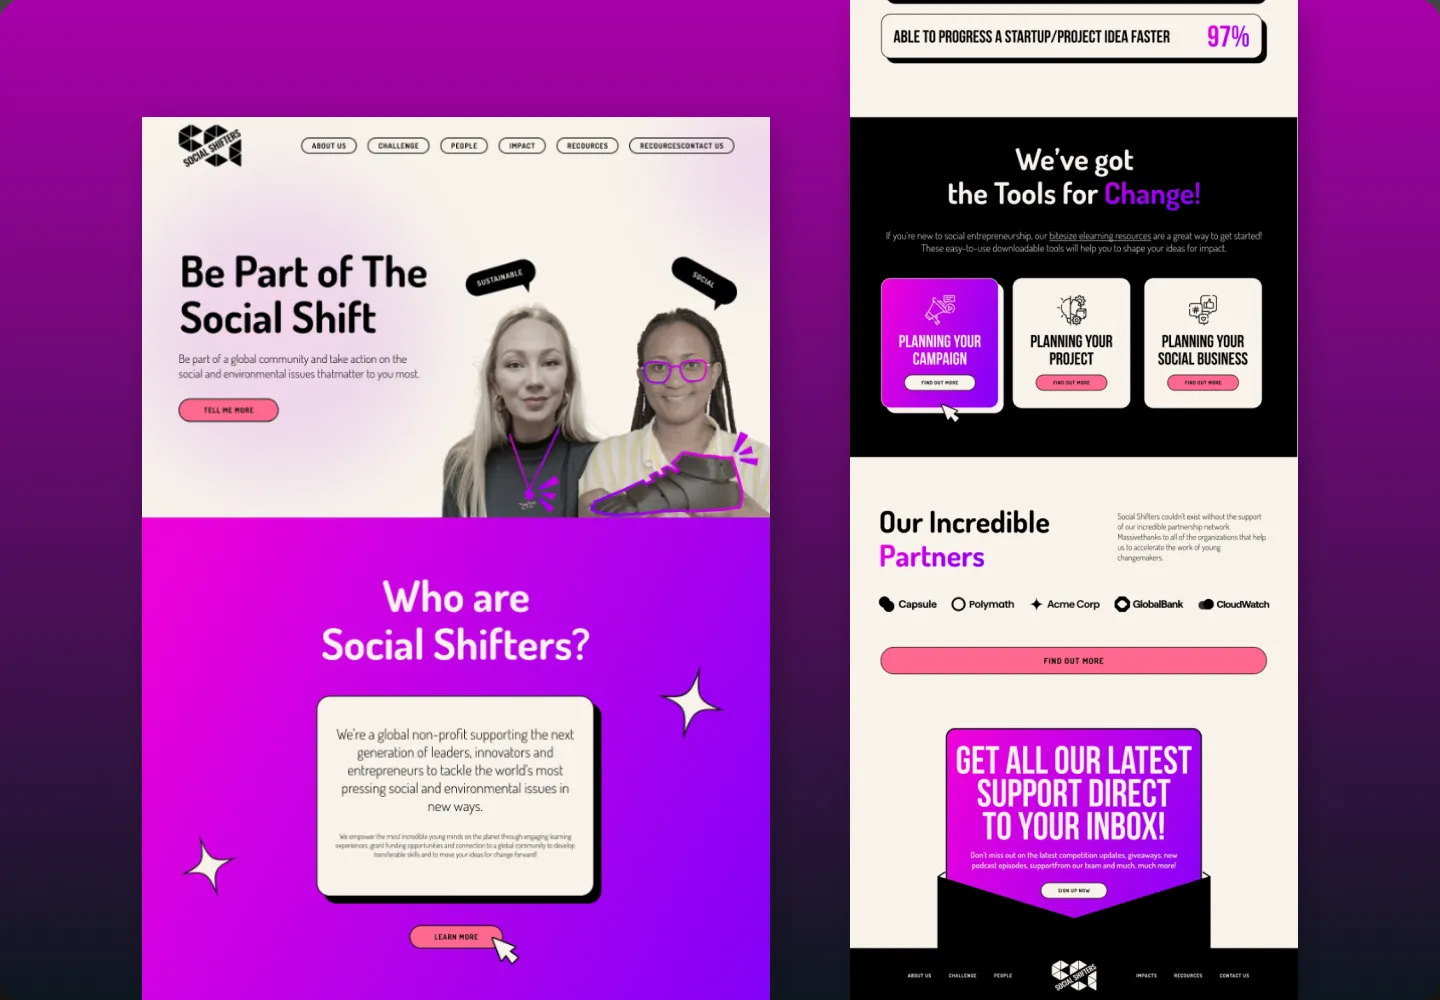 SOCIAL SHIFTERS
ABOUT US
CHALLENGE
PEOPLE
IMPACT
RECOURCES
RECOURCESCONTACT US
Be Part of The
Social Shift
Be part of a global community and take action on the
social and environmental issues thatmatter to you most.
TELL ME MORE
SUSTAINABLE
SOCIAL
Who are
Social Shifters?
We're a global non-profit supporting the next
generation of leaders, innovators and
entrepreneurs to tackle the world's most
pressing social and environmental issues in
new ways.
We empower the most incredible young minds on the planet through engaging learning
experiences, grant funding opportunities and connection to a global community to develop
transferable skills and to move your ideas for change forward!
LEARN MORE
ABLE TO PROGRESS A STARTUP/PROJECT IDEA FASTER 97%
We've got
the Tools for Change!
If you're new to social entrepreneurship, our bitesize elearning resources are a great way to get started!
These easy-to-use downloadable tools will help you to shape your ideas for impact.
PLANNING YOUR
CAMPAIGN
FIND OUT MORE
PLANNING YOUR
PROJECT
FIND OUT MORE
PLANNING YOUR
SOCIAL BUSINESS
FIND OUT MORE
Our Incredible
Partners
Social Shifters couldn't exist without the support
of our incredible partnership network.
Massivethanks to all of the organizations that help
us to accelerate the work of young
changemakers.
Capsule
Polymath
Acme Corp
GlobalBank
CloudWatch
FIND OUT MORE
GET ALL OUR LATEST
SUPPORT DIRECT
TO YOUR INBOX!
Don't miss out on the latest competition updates, giveaways, new
podcast episodes, supportfrom our team and much, much more!
SIGN UP NOW
ABOUT US
CHALLENGE
PEOPLE
SOCIAL SHIFTERS
IMPACTS
RECOURCES
CONTACT US